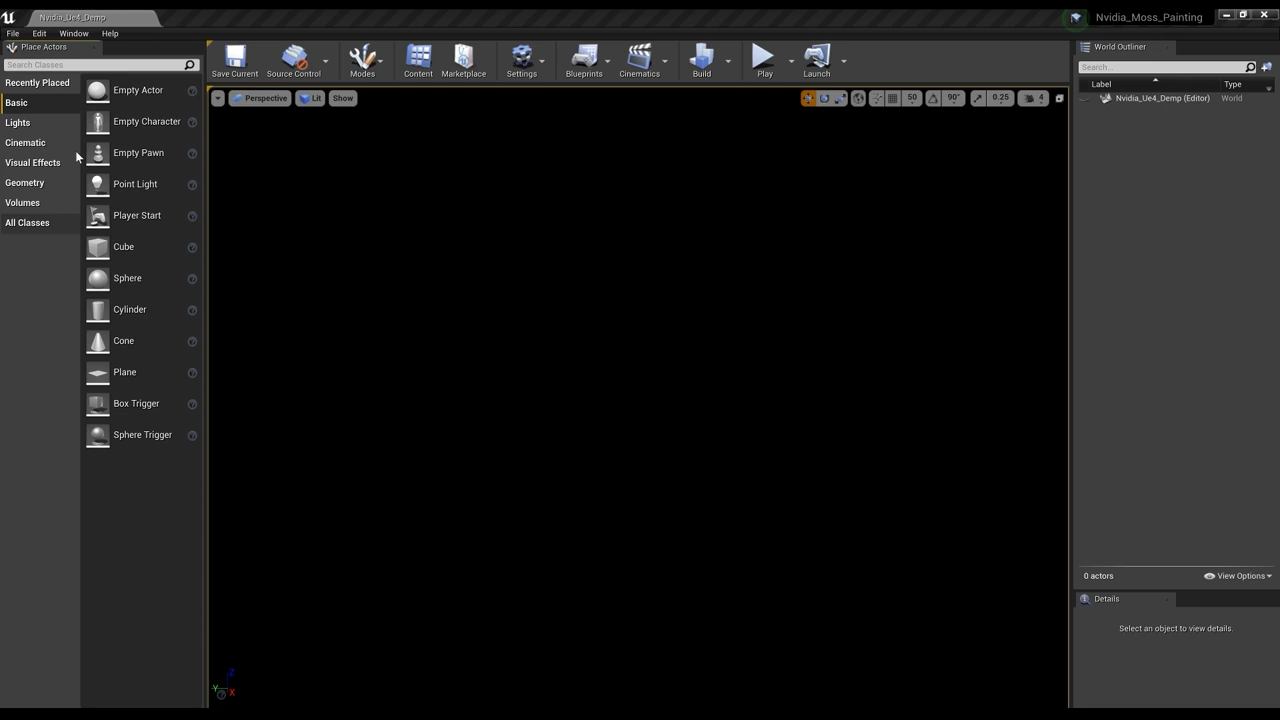 Nvidia_Ue4_Demp
Nvidia_Moss_Painting
File Edit Window Help
Place Actors
Search Classes
Recently Placed
Basic
Lights
Cinematic
Visual Effects
Geometry
Volumes
All Classes
Empty Actor
Empty Character
Empty Pawn
Point Light
Player Start
Cube
Sphere
Cylinder
Cone
Plane
Box Trigger
Sphere Trigger
Save Current Source Control Modes Content Marketplace Settings Blueprints Cinematics Build Play Launch
Perspective Lit Show 50 90° 0.25 4
Z
Y X
World Outliner
Search...
Label Type
Nvidia_Ue4_Demp (Editor) World
0 actors View Options
Details
Select an object to view details.